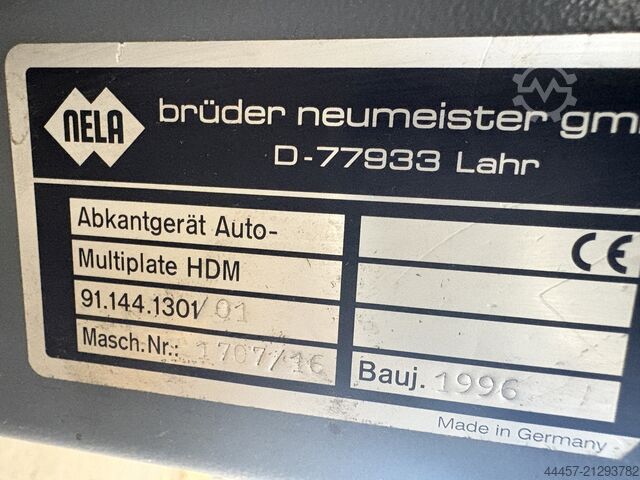 NELA
brüder neumeister gm
D-77933 Lahr
Abkantgerät Auto-
Multiplate HDM
91.144.1301/01
Masch.Nr.: 1707/16
CE
Bauj. 1996
Made in Germany
44457-21293782